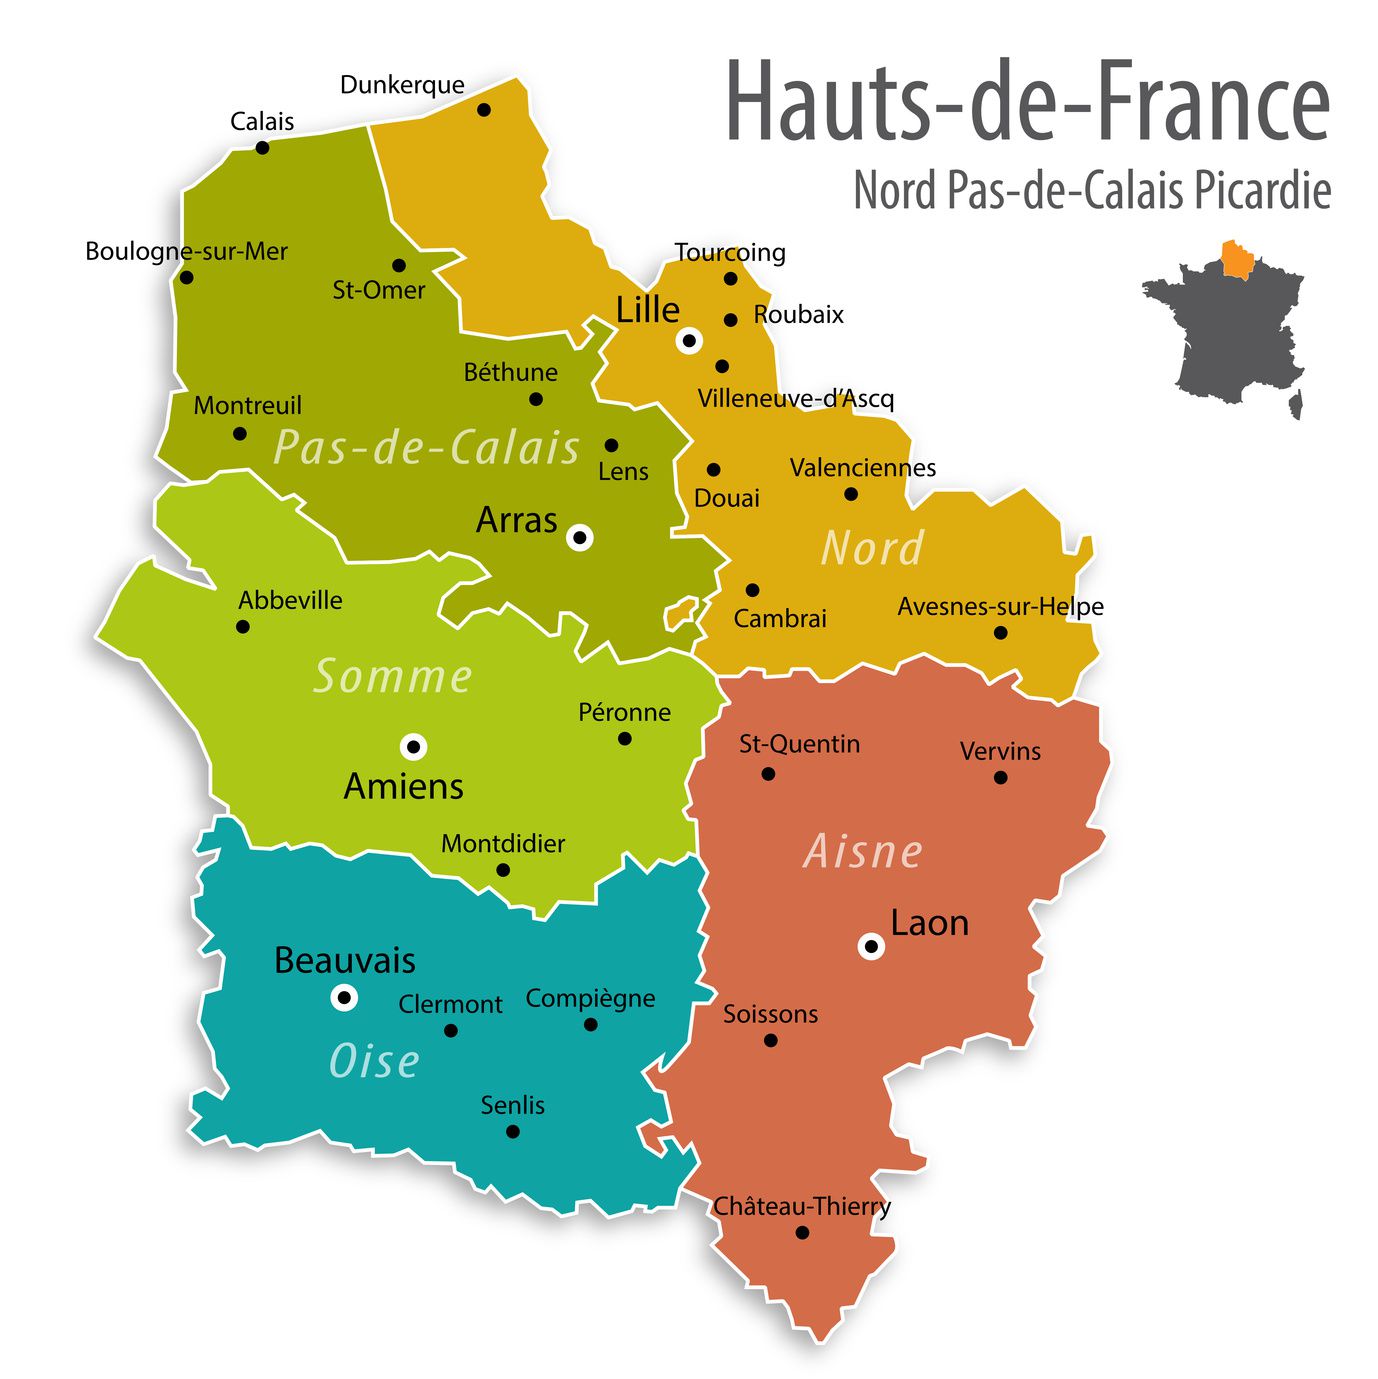 Hauts-de-France
Nord Pas-de-Calais Picardie
Dunkerque
Calais
Boulogne-sur-Mer
St-Omer
Tourcoing
Lille
Roubaix
Béthune
Villeneuve-d'Ascq
Montreuil
Pas-de-Calais
Lens
Douai
Valenciennes
Arras
Nord
Abbeville
Cambrai
Avesnes-sur-Helpe
Somme
Péronne
St-Quentin
Vervins
Amiens
Montdidier
Aisne
Laon
Beauvais
Clermont
Compiègne
Soissons
Oise
Senlis
Château-Thierry